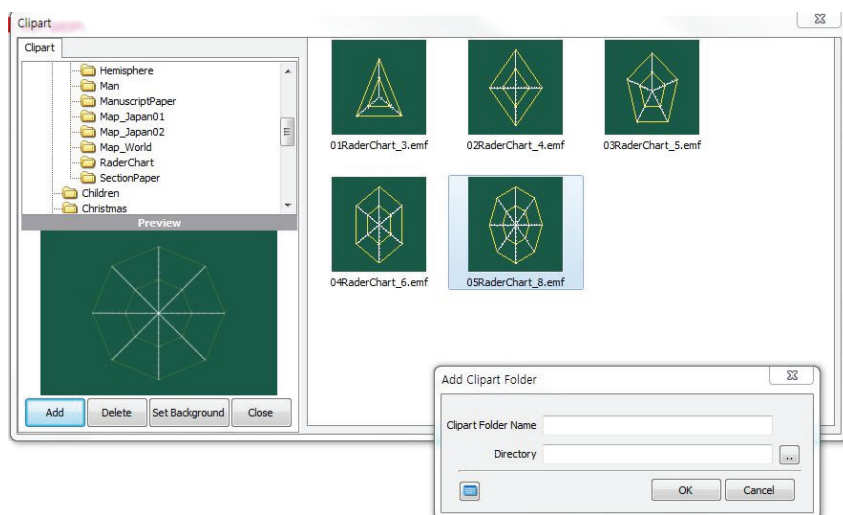 Clipart
Clipart
Hemisphere
Man
ManuscriptPaper
Map_Japan01
Map_Japan02
Map_World
RaderChart
SectionPaper
Children
Christmas
Preview
Add
Delete
Set Background
Close
01RaderChart_3.emf
02RaderChart_4.emf
03RaderChart_5.emf
04RaderChart_6.emf
05RaderChart_8.emf
Add Clipart Folder
Clipart Folder Name
Directory
..
OK
Cancel